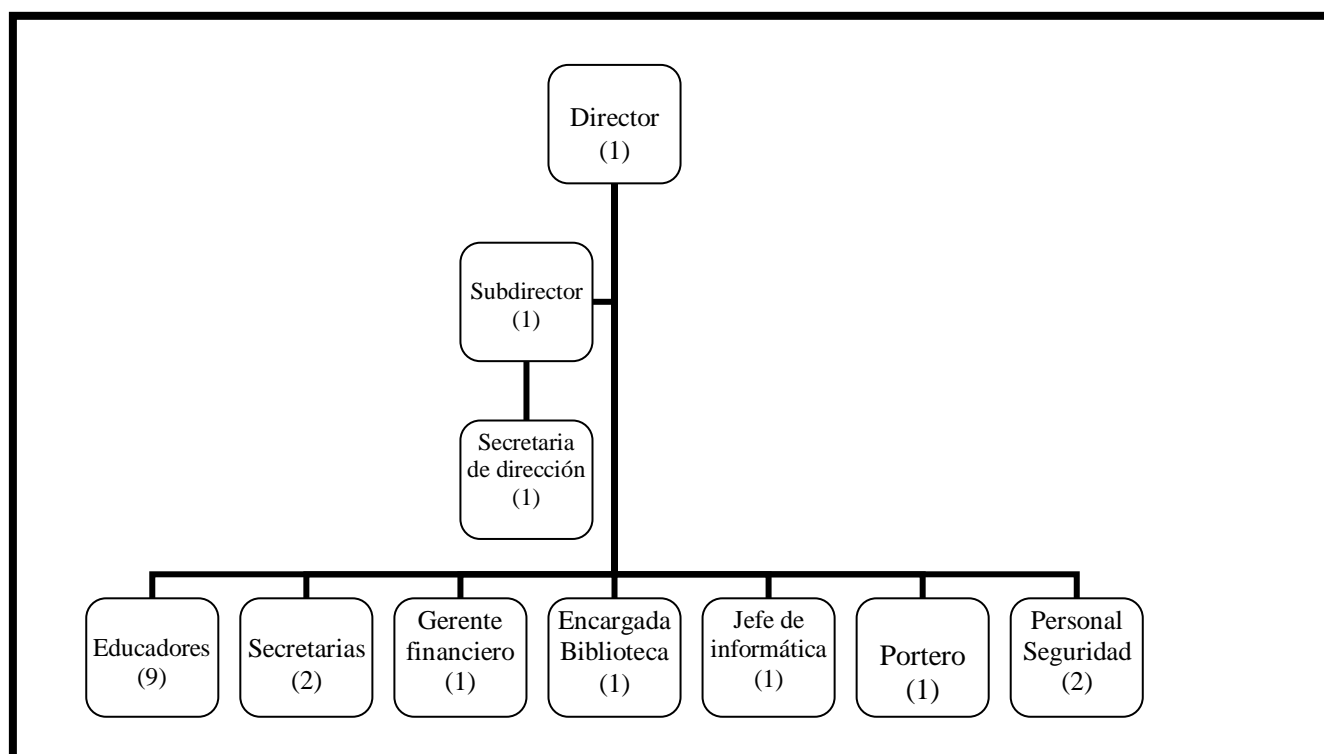 Director
(1)
Subdirector
(1)
Secretaria
de dirección
(1)
Educadores
(9)
Secretarias
(2)
Gerente
financiero
(1)
Encargada
Biblioteca
(1)
Jefe de
informática
(1)
Portero
(1)
Personal
Seguridad
(2)